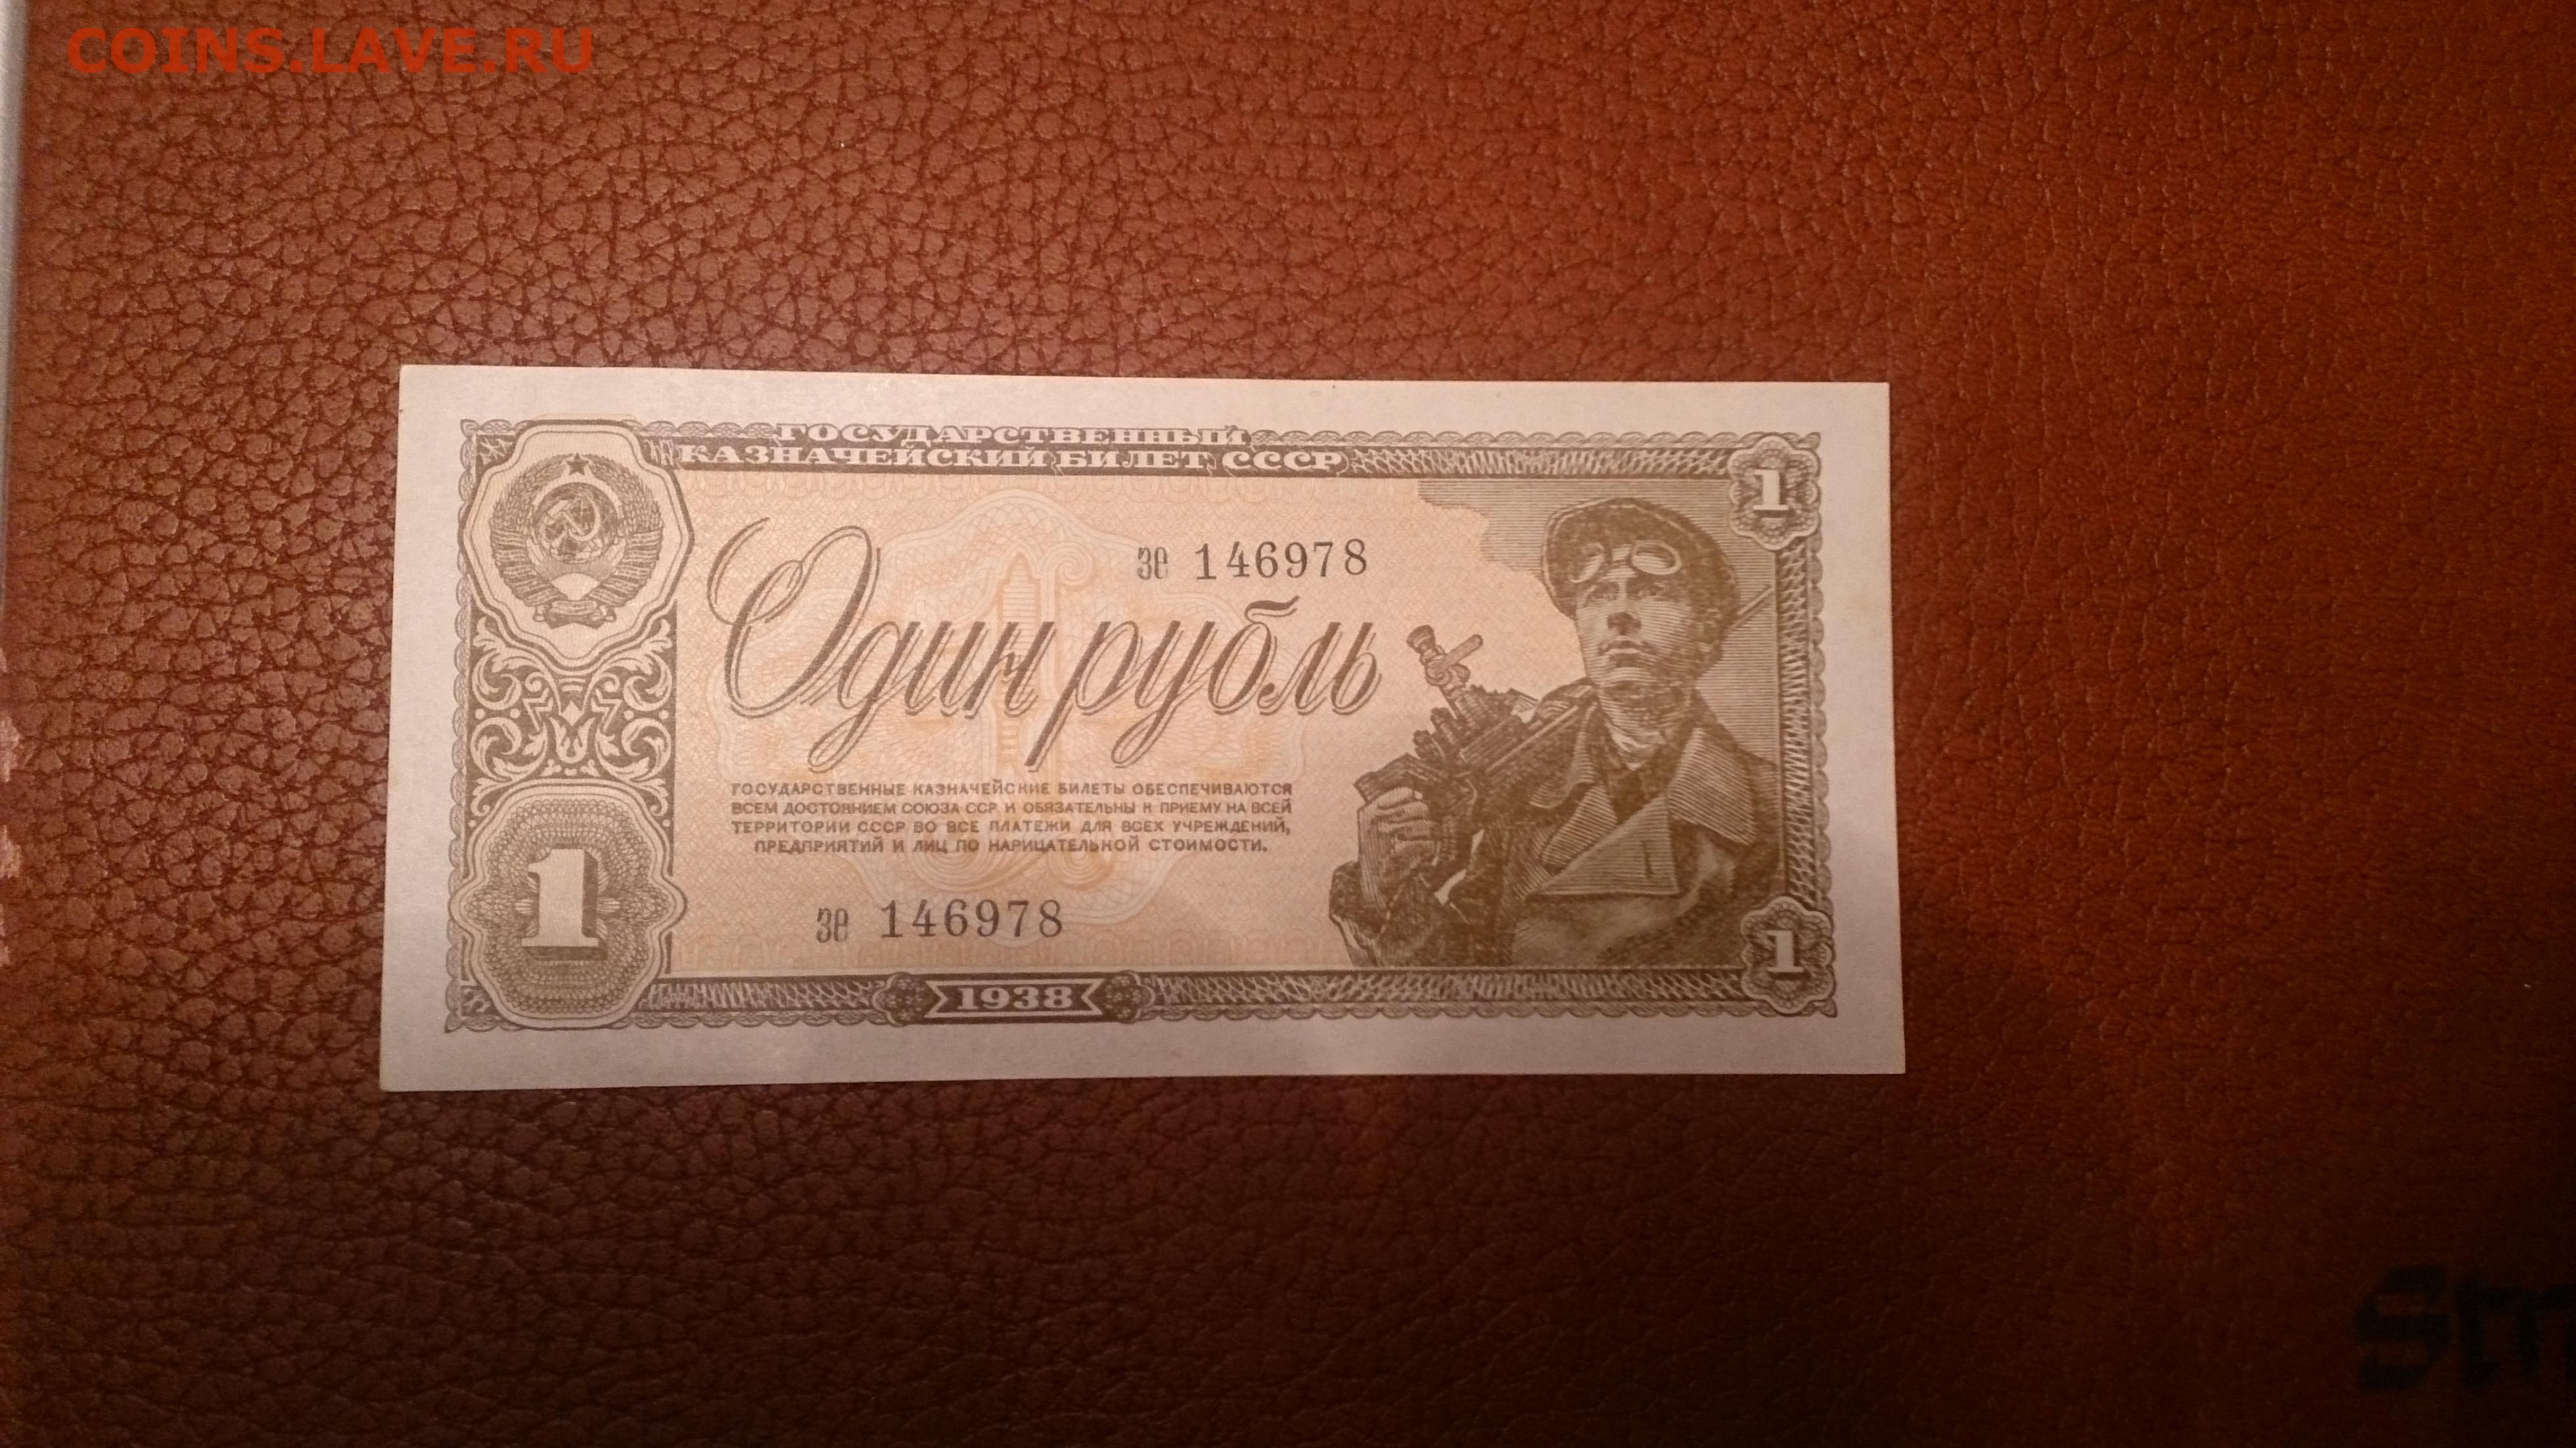 COINS.LAVE.RU
ГОСУДАРСТВЕННЫЙ
КАЗНАЧЕЙСКИЙ БИЛЕТ СССР
1
зе 146978
Один рубль
ГОСУДАРСТВЕННЫЕ КАЗНАЧЕЙСКИЕ БИЛЕТЫ ОБЕСПЕЧИВАЮТСЯ
ВСЕМ ДОСТОЯНИЕМ СОЮЗА ССР И ОБЯЗАТЕЛЬНЫ К ПРИЕМУ НА ВСЕЙ
ТЕРРИТОРИИ СССР ВО ВСЕ ПЛАТЕЖИ ДЛЯ ВСЕХ УЧРЕЖДЕНИЙ,
ПРЕДПРИЯТИЙ И ЛИЦ ПО НАРИЦАТЕЛЬНОЙ СТОИМОСТИ.
1
зе 146978
1
1938